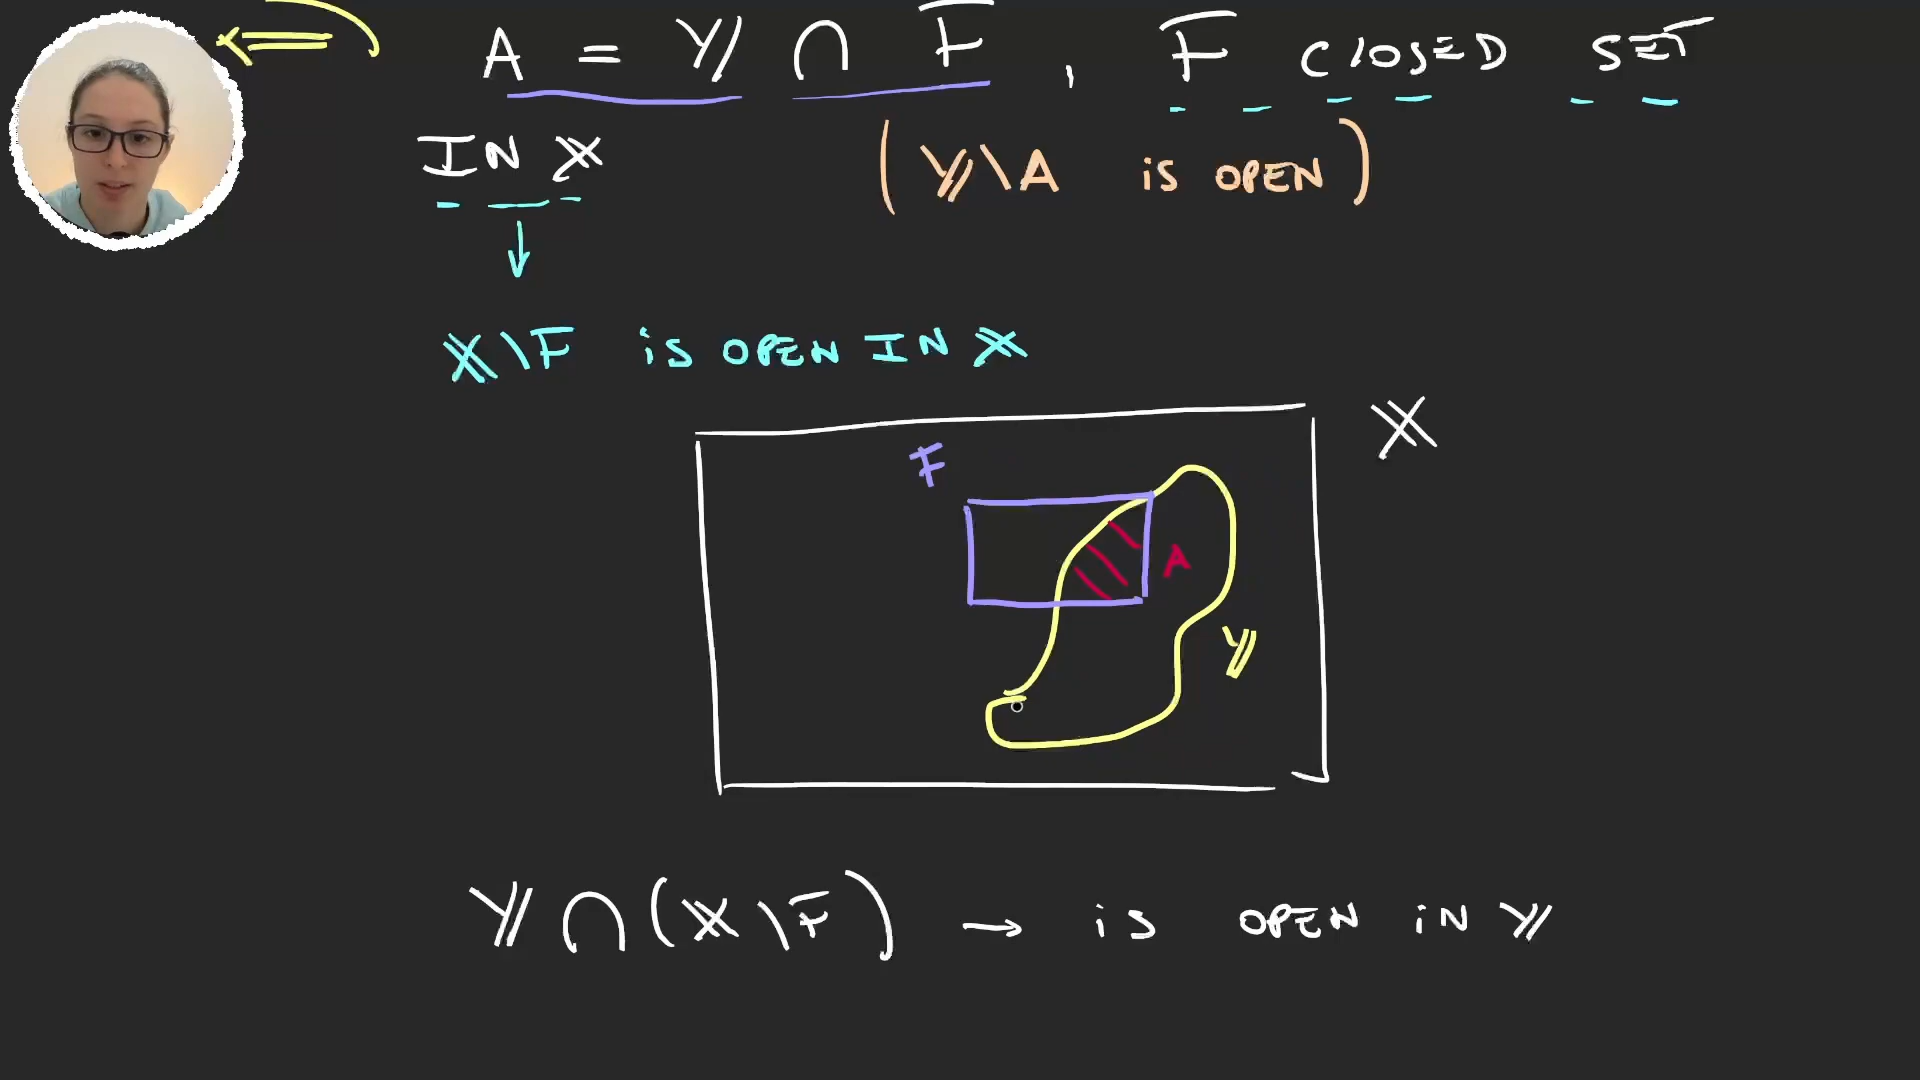 A = Y ∩ F , F CLOSED SET
IN X
( Y \ A is OPEN )
X \ F is OPEN IN X
X
F
A
Y
Y ∩ ( X \ F ) → is OPEN iN Y